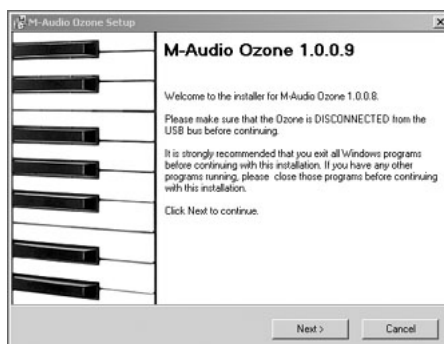 M-Audio Ozone Setup
M-Audio Ozone 1.0.0.9
Welcome to the installer for M-Audio Ozone 1.0.0.8.
Please make sure that the Ozone is DISCONNECTED from the
USB bus before continuing.
It is strongly recommended that you exit all Windows programs
before continuing with this installation. If you have any other
programs running, please close those programs before continuing
with this installation.
Click Next to continue.
Next >
Cancel